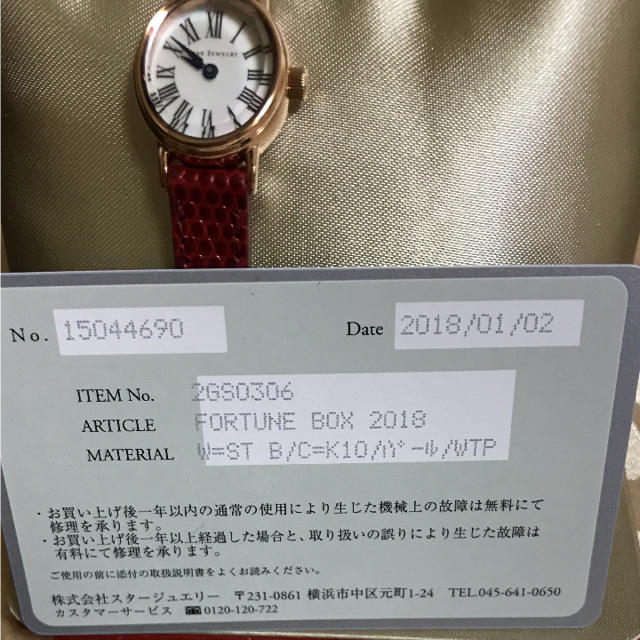 JEWELRY
No. 15044690 Date 2018/01/02
ITEM No. 2GS0306
ARTICLE FORTUNE BOX 2018
MATERIAL W=ST B/C=K10/ﾊﾟｰﾙ/WTP
・お買い上げ後一年以内の通常の使用により生じた機械上の故障は無料にて
修理を承ります。
・お買い上げ後一年以上経過した場合と、取り扱いの誤りにより生じた故障は
有料にて修理を承ります。
ご使用の前に添付の取扱説明書をよくお読みください。
株式会社スタージュエリー 〒231-0861 横浜市中区元町1-24 TEL.045-641-0650
カスタマーサービス 0120-120-722